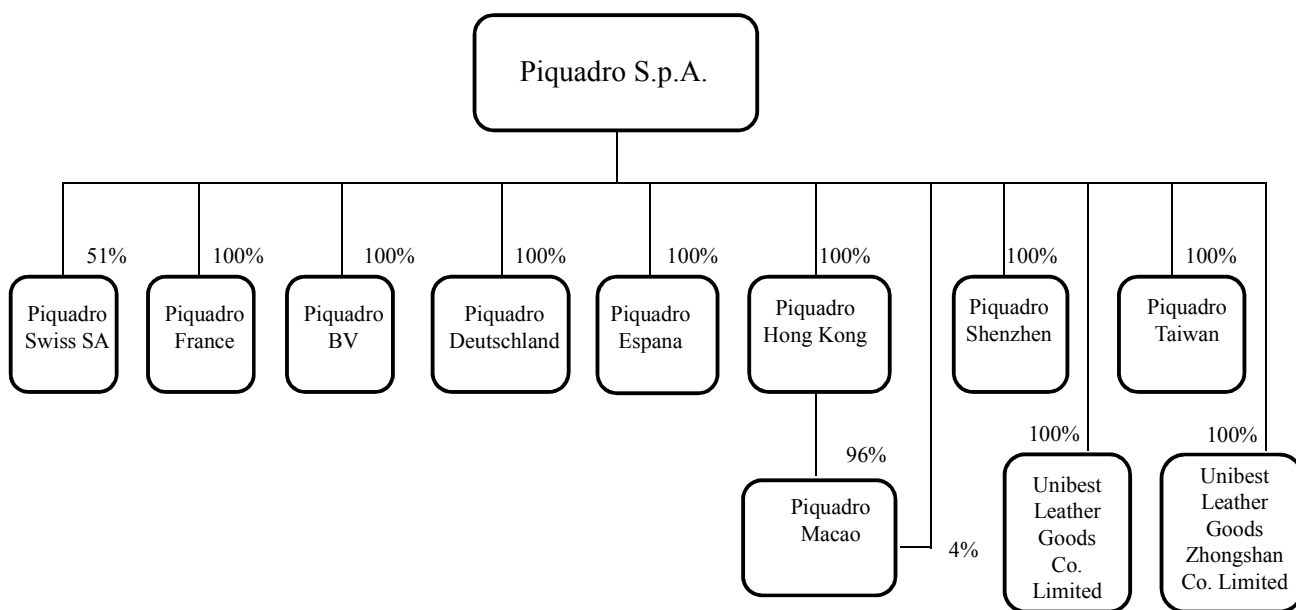 Piquadro S.p.A.
51%
100%
100%
100%
100%
100%
100%
100%
Piquadro
Swiss SA
Piquadro
France
Piquadro
BV
Piquadro
Deutschland
Piquadro
Espana
Piquadro
Hong Kong
Piquadro
Shenzhen
Piquadro
Taiwan
96%
100%
100%
Piquadro
Macao
4%
Unibest
Leather
Goods
Co.
Limited
Unibest
Leather
Goods
Zhongshan
Co. Limited